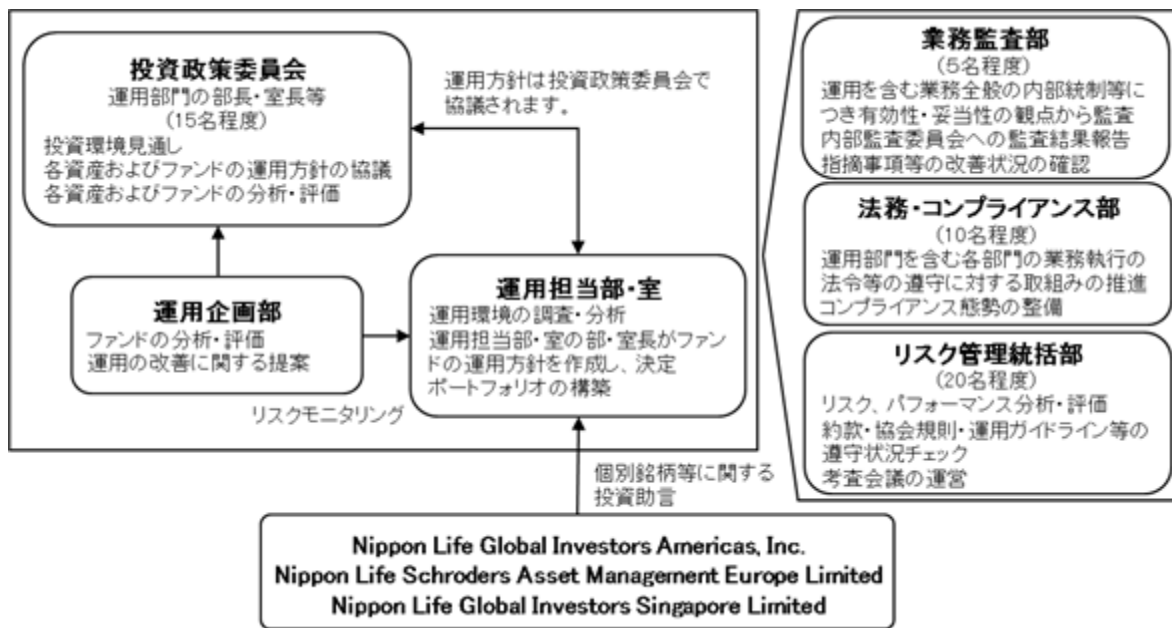 投資政策委員会
運用部門の部長・室長等
(15名程度)
投資環境見通し
各資産およびファンドの運用方針の協議
各資産およびファンドの分析・評価
運用方針は投資政策委員会で
協議されます。
運用企画部
ファンドの分析・評価
運用の改善に関する提案
リスクモニタリング
運用担当部・室
運用環境の調査・分析
運用担当部・室の部・室長がファン
ドの運用方針を作成し、決定
ポートフォリオの構築
個別銘柄等に関する
投資助言
Nippon Life Global Investors Americas, Inc.
Nippon Life Schroders Asset Management Europe Limited
Nippon Life Global Investors Singapore Limited
業務監査部
(5名程度)
運用を含む業務全般の内部統制等に
つき有効性・妥当性の観点から監査
内部監査委員会への監査結果報告
指摘事項等の改善状況の確認
法務・コンプライアンス部
(10名程度)
運用部門を含む各部門の業務執行の
法令等の遵守に対する取組みの推進
コンプライアンス態勢の整備
リスク管理統括部
(20名程度)
リスク、パフォーマンス分析・評価
約款・協会規則・運用ガイドライン等の
遵守状況チェック
考査会議の運営